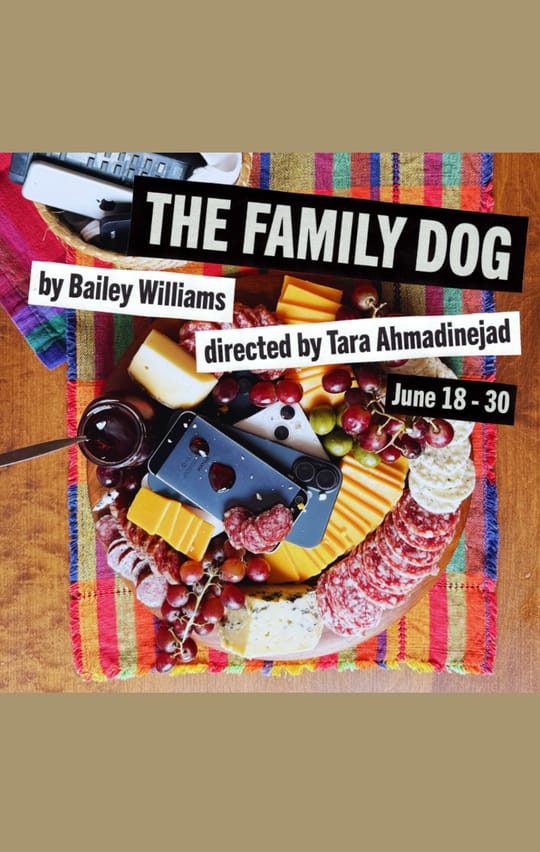 THE FAMILY DOG
by Bailey Williams
directed by Tara Ahmadinejad
June 18 - 30